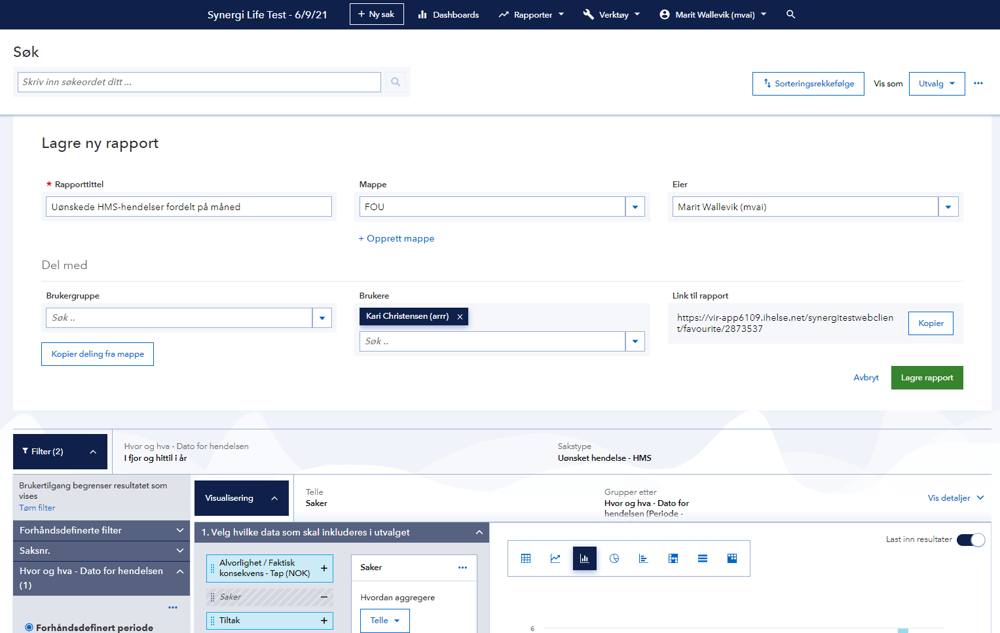 Synergi Life Test - 6/9/21
+ Ny sak
Dashboards
Rapporter
Verktøy
Marit Wallevik (mvai)
Søk
Skriv inn søkeordet ditt ...
Sorteringsrekkefølge
Vis som
Utvalg
Lagre ny rapport
* Rapporttittel
Mappe
Eier
Uønskede HMS-hendelser fordelt på måned
FOU
Marit Wallevik (mvai)
+ Opprett mappe
Del med
Brukergruppe
Brukere
Link til rapport
Søk ..
Kari Christensen (arrr)
Søk ..
https://vir-app6109.ihelse.net/synergitestwebclien
t/favourite/2873537
Kopier
Kopier deling fra mappe
Avbryt
Lagre rapport
Filter (2)
Hvor og hva - Dato for hendelsen
I fjor og hittil i år
Sakstype
Uønsket hendelse - HMS
Brukertilgang begrenser resultatet som
vises
Tøm filter
Visualisering
Telle
Saker
Grupper etter
Hvor og hva - Dato for
hendelsen (Periode -
Vis detaljer
Forhåndsdefinerte filter
Saksnr.
Hvor og hva - Dato for hendelsen
(1)
Forhåndsdefinert periode
1. Velg hvilke data som skal inkluderes i utvalget
Alvorlighet / Faktisk
konsekvens - Tap (NOK)
Saker
Tiltak
Saker
Hvordan aggregere
Telle
Last inn resultater
6